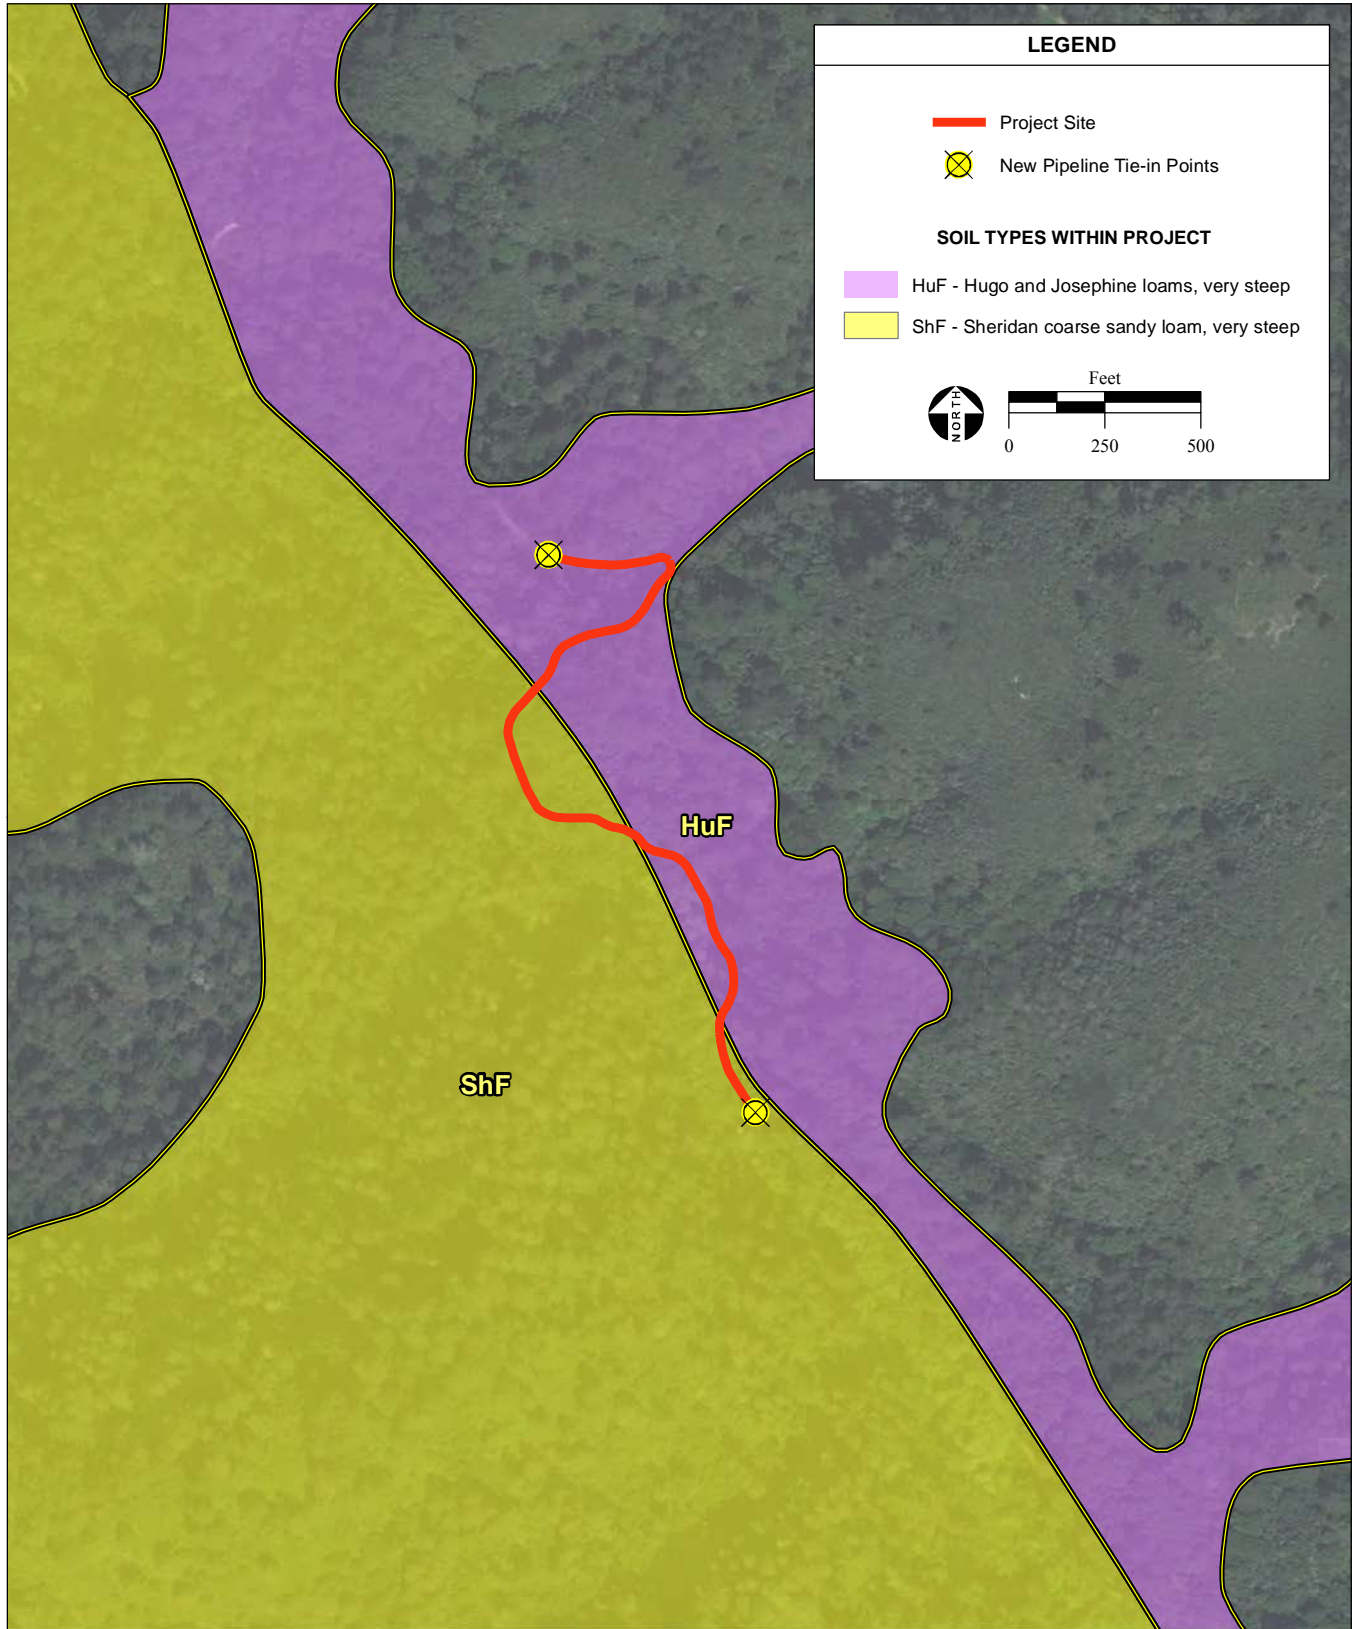 LEGEND
Project Site
New Pipeline Tie-in Points
SOIL TYPES WITHIN PROJECT
HuF - Hugo and Josephine loams, very steep
ShF - Sheridan coarse sandy loam, very steep
NORTH
Feet
0 250 500
HuF
ShF